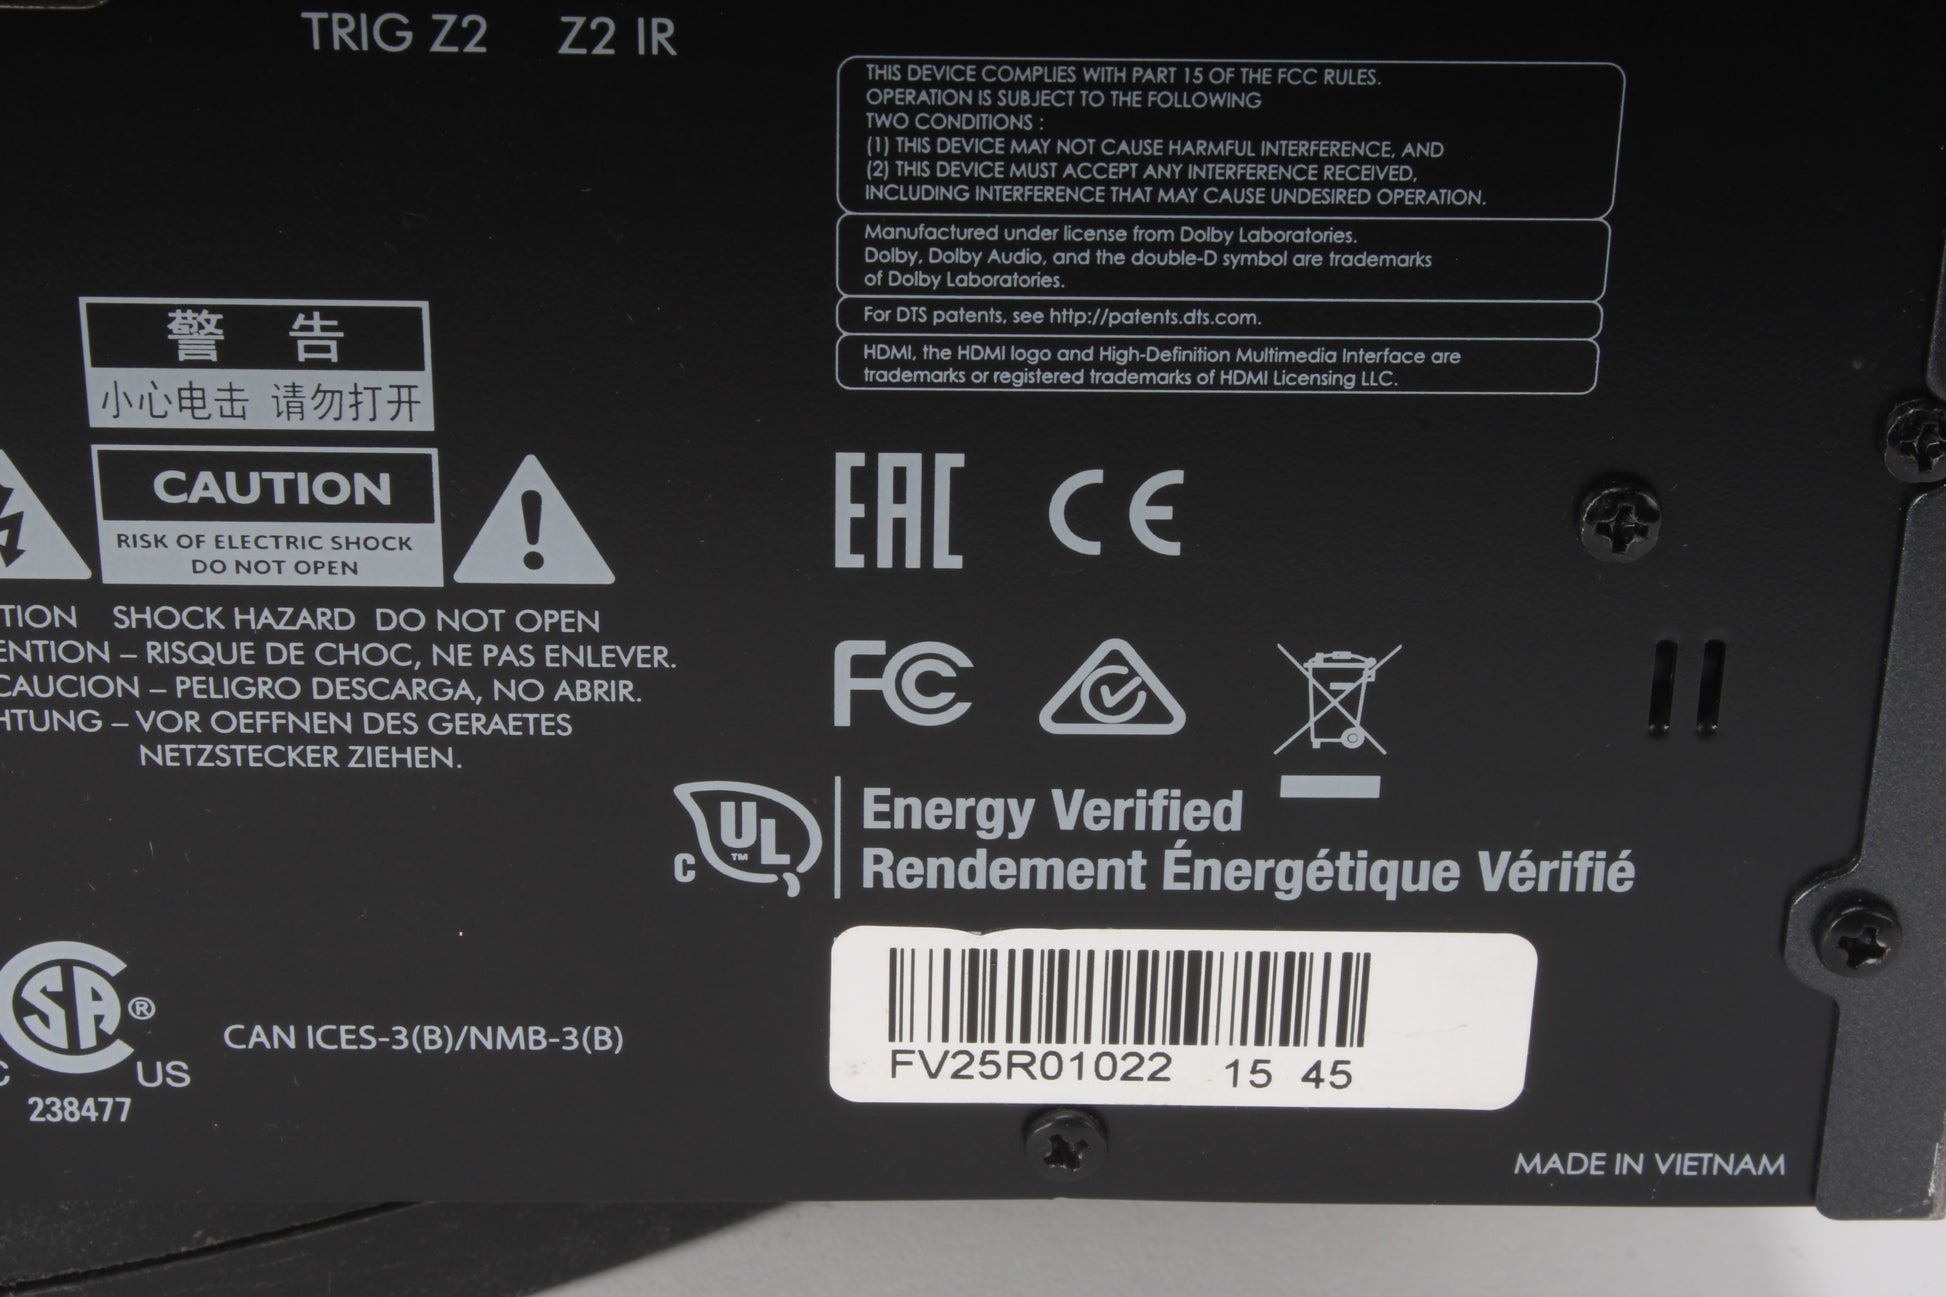 TRIG Z2 Z2 IR
THIS DEVICE COMPLIES WITH PART 15 OF THE FCC RULES.
OPERATION IS SUBJECT TO THE FOLLOWING
TWO CONDITIONS :
(1) THIS DEVICE MAY NOT CAUSE HARMFUL INTERFERENCE, AND
(2) THIS DEVICE MUST ACCEPT ANY INTERFERENCE RECEIVED,
INCLUDING INTERFERENCE THAT MAY CAUSE UNDESIRED OPERATION.
Manufactured under license from Dolby Laboratories.
Dolby, Dolby Audio, and the double-D symbol are trademarks
of Dolby Laboratories.
For DTS patents, see http://patents.dts.com.
HDMI, the HDMI logo and High-Definition Multimedia Interface are
trademarks or registered trademarks of HDMI Licensing LLC.
警 告
小心电击 请勿打开
CAUTION
RISK OF ELECTRIC SHOCK
DO NOT OPEN
!
TION SHOCK HAZARD DO NOT OPEN
ENTION – RISQUE DE CHOC, NE PAS ENLEVER.
CAUCION – PELIGRO DESCARGA, NO ABRIR.
HTUNG – VOR OEFFNEN DES GERAETES
NETZSTECKER ZIEHEN.
EAC CE
FC
C UL ™
Energy Verified
Rendement Énergétique Vérifié
SA ®
C US
238477
CAN ICES-3(B)/NMB-3(B)
FV25R01022 15 45
MADE IN VIETNAM